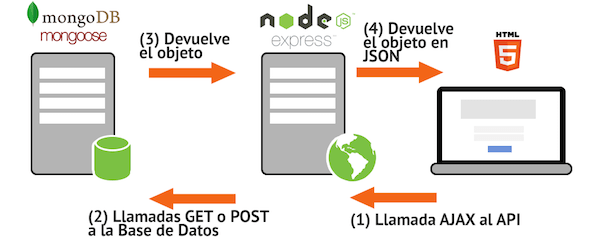 mongoDB
mongoose
(3) Devuelve
el objeto
node
JS
express
(4) Devuelve
el objeto en
JSON
HTML
5
(2) Llamadas GET o POST
a la Base de Datos
(1) Llamada AJAX al API